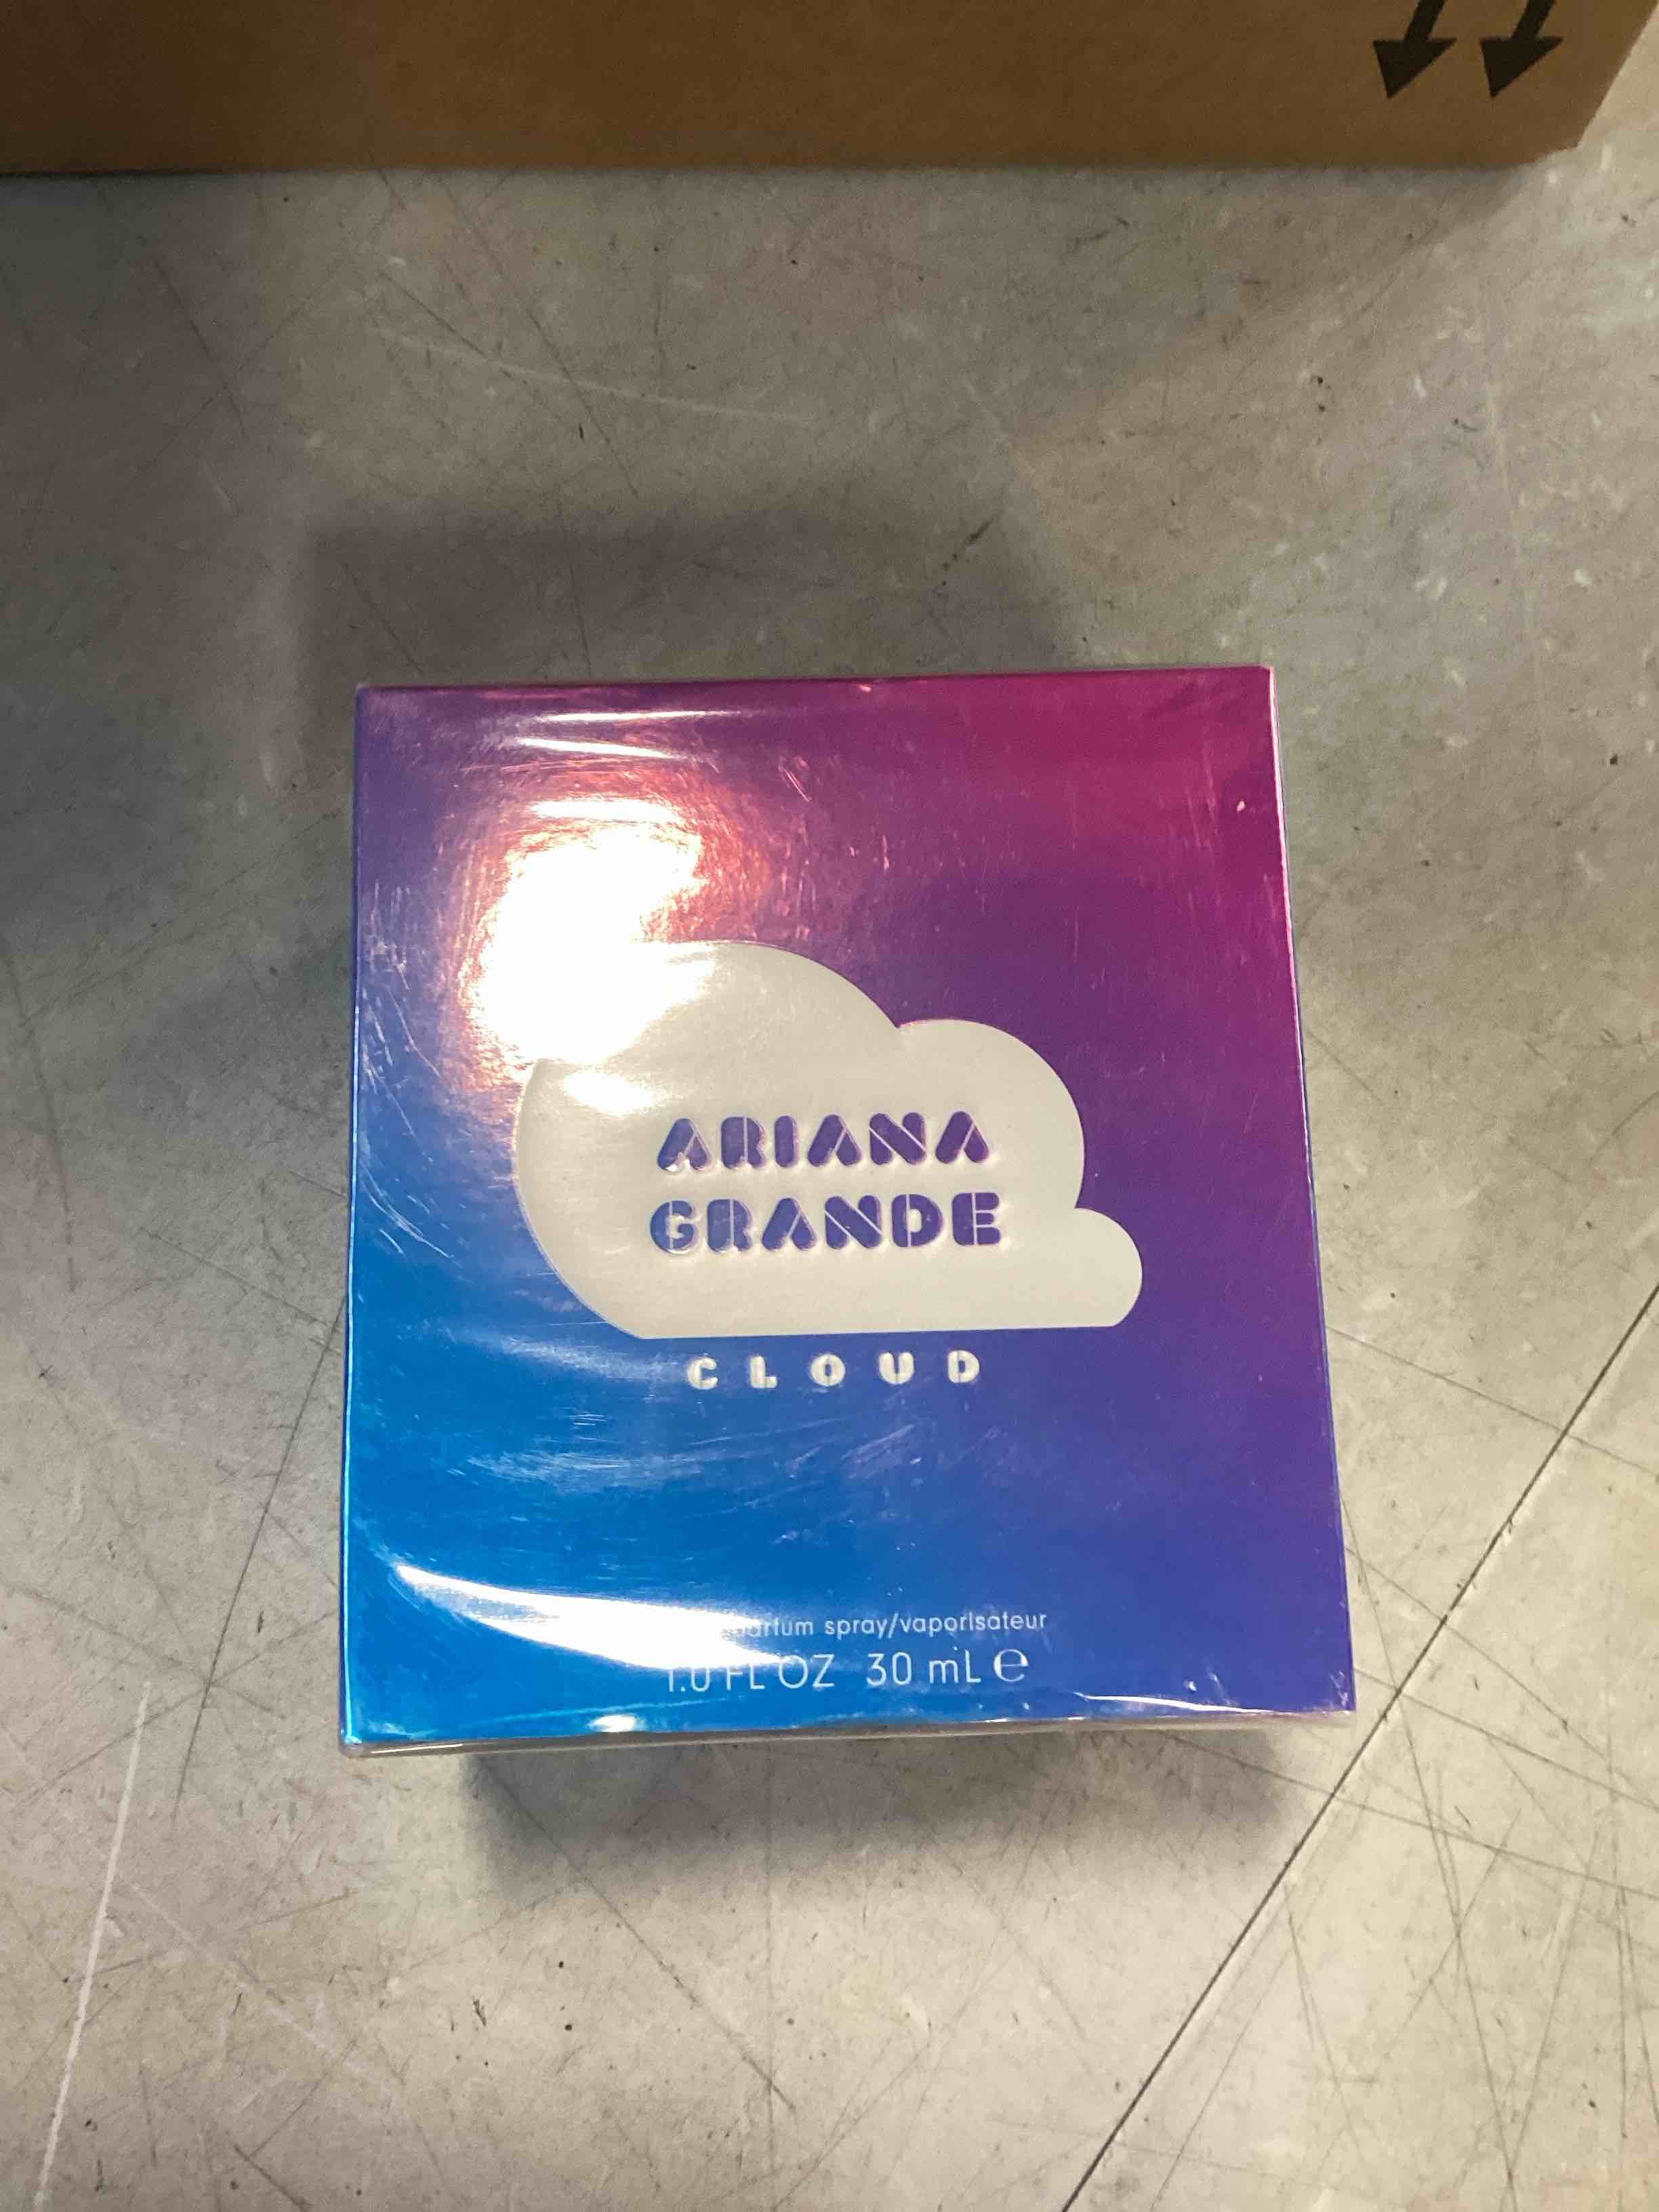 ARIANA
GRANDE
CLOUD
parfum spray/vaporisateur
1.0 FL OZ 30 mL ℮